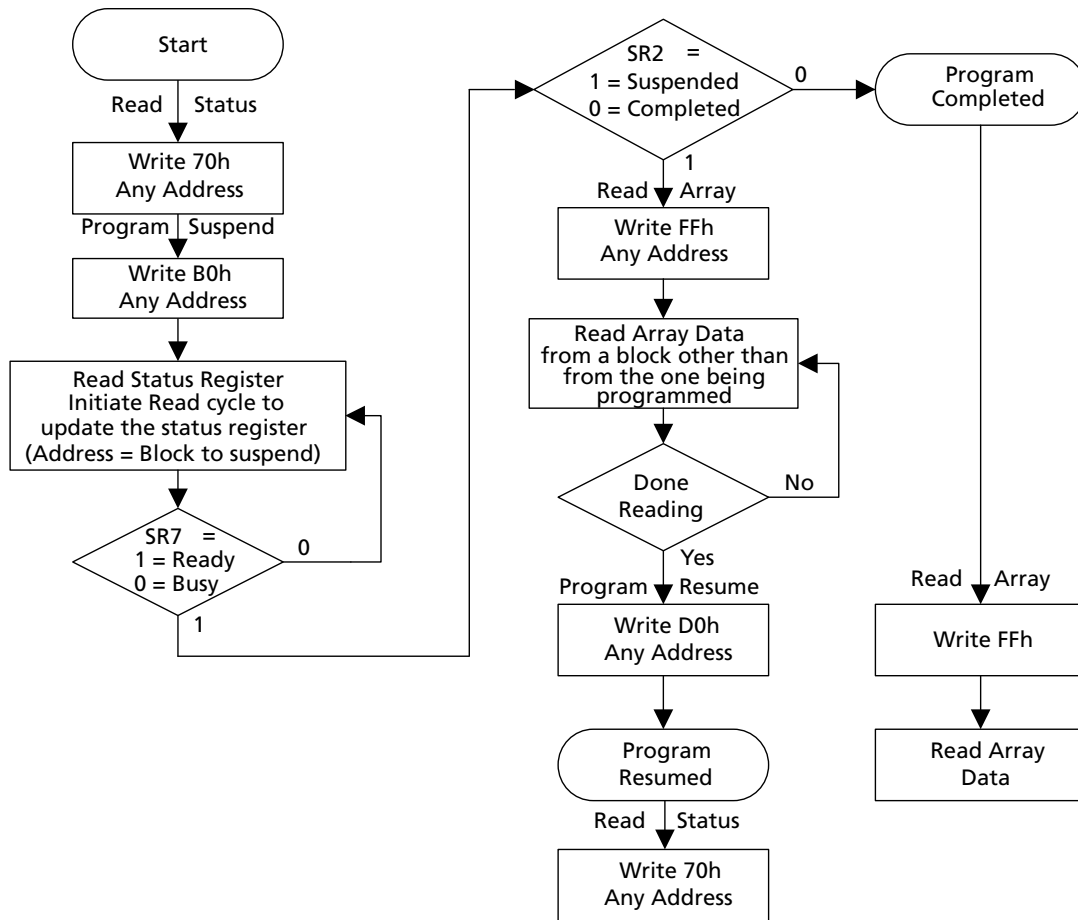 Start
Read Status
Write 70h
Any Address
Program Suspend
Write B0h
Any Address
Read Status Register
Initiate Read cycle to
update the status register
(Address = Block to suspend)
SR7 =
1 = Ready
0 = Busy
0
1
SR2 =
1 = Suspended
0 = Completed
0
1
Read Array
Write FFh
Any Address
Read Array Data
from a block other than
from the one being
programmed
Done
Reading
No
Yes
Program Resume
Write D0h
Any Address
Program
Resumed
Read Status
Write 70h
Any Address
Program
Completed
Read Array
Write FFh
Read Array
Data